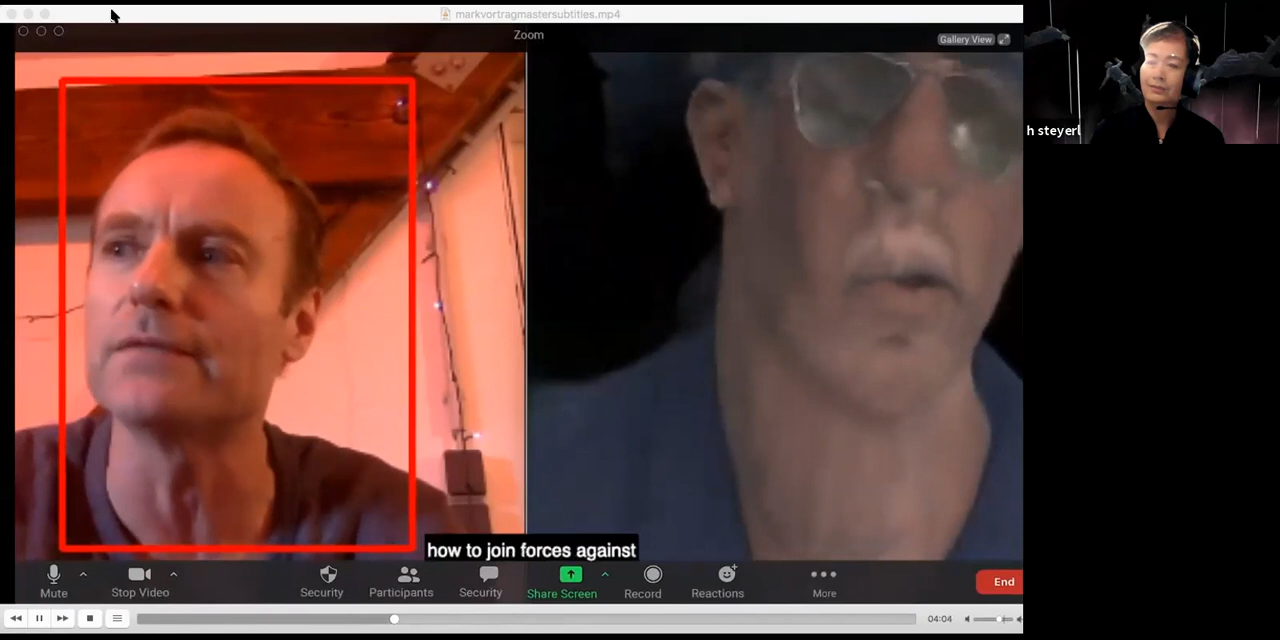 markvortragmastersubtitles.mp4
Zoom
Gallery View
h steyerl
how to join forces against
Mute
Stop Video
Security
Participants
Security
Share Screen
Record
Reactions
More
End
04:04